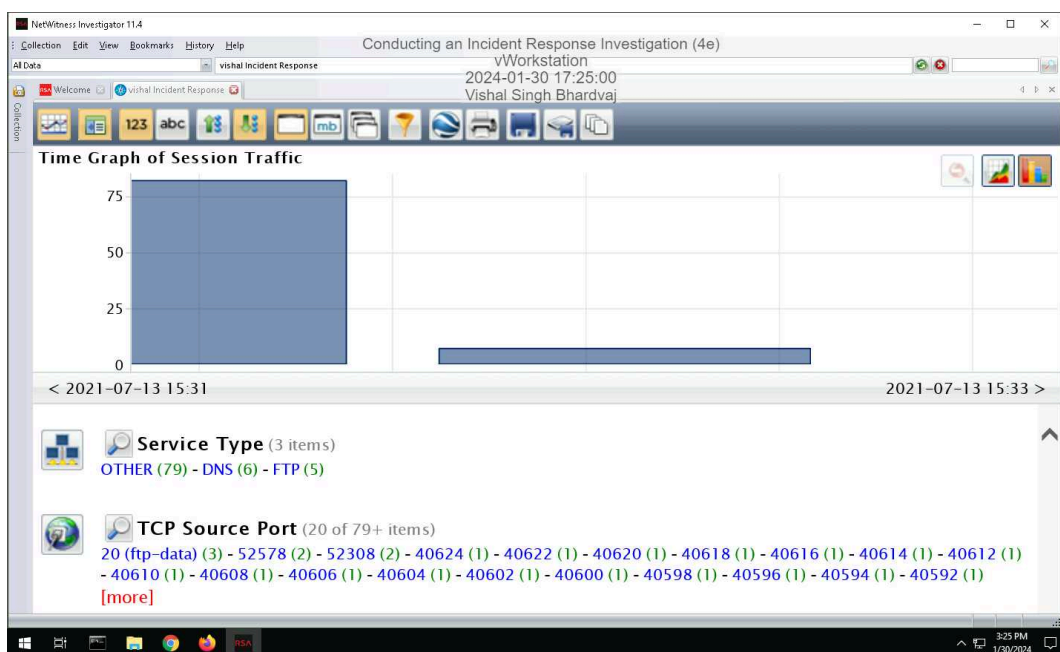 RSA NetWitness Investigator 11.4
Collection Edit View Bookmarks History Help
Conducting an Incident Response Investigation (4e)
All Data
vishal Incident Response
vWorkstation
2024-01-30 17:25:00
RSA Welcome
vishal Incident Response
Vishal Singh Bhardvaj
Collection
123 abc mb
Time Graph of Session Traffic
75
50
25
0
< 2021-07-13 15:31
2021-07-13 15:33 >
Service Type (3 items)
OTHER (79) - DNS (6) - FTP (5)
TCP Source Port (20 of 79+ items)
20 (ftp-data) (3) - 52578 (2) - 52308 (2) - 40624 (1) - 40622 (1) - 40620 (1) - 40618 (1) - 40616 (1) - 40614 (1) - 40612 (1)
- 40610 (1) - 40608 (1) - 40606 (1) - 40604 (1) - 40602 (1) - 40600 (1) - 40598 (1) - 40596 (1) - 40594 (1) - 40592 (1)
[more]
RSA
3:25 PM
1/30/2024